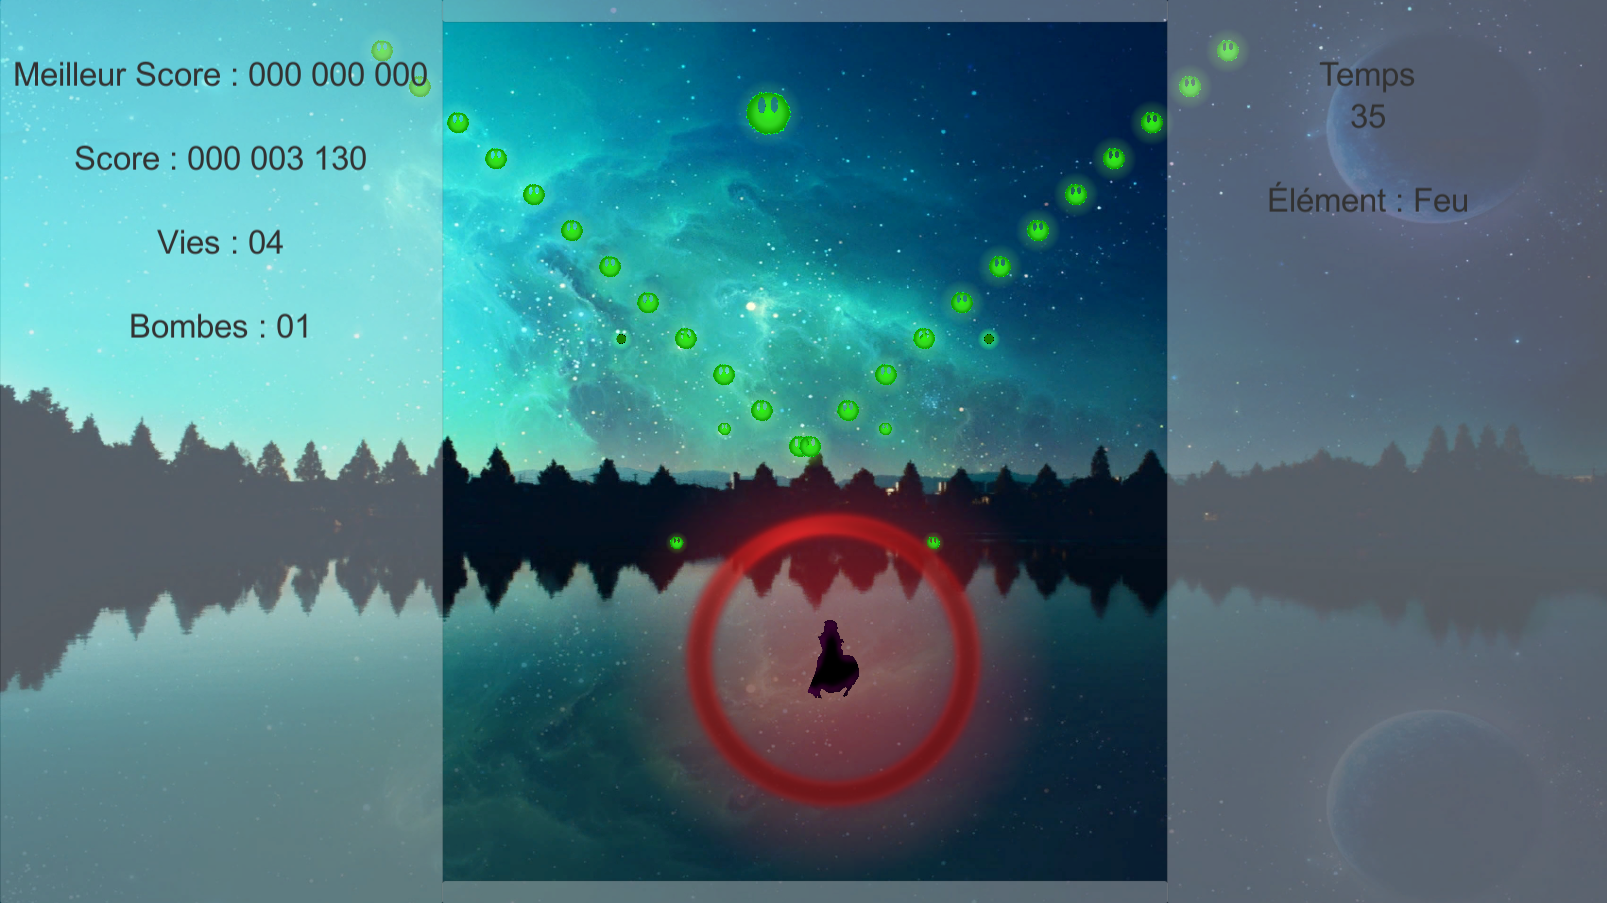 Meilleur Score : 000 000 000
Score : 000 003 130
Vies : 04
Bombes : 01
Temps
35
Élément : Feu